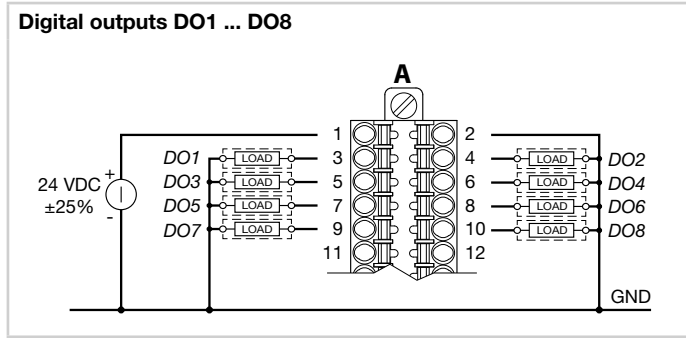 Digital outputs DO1 ... DO8
A
1 2
DO1 LOAD 3 4 LOAD DO2
24 VDC + DO3 LOAD 5 6 LOAD DO4
±25% - DO5 LOAD 7 8 LOAD DO6
DO7 LOAD 9 10 LOAD DO8
11 12
GND